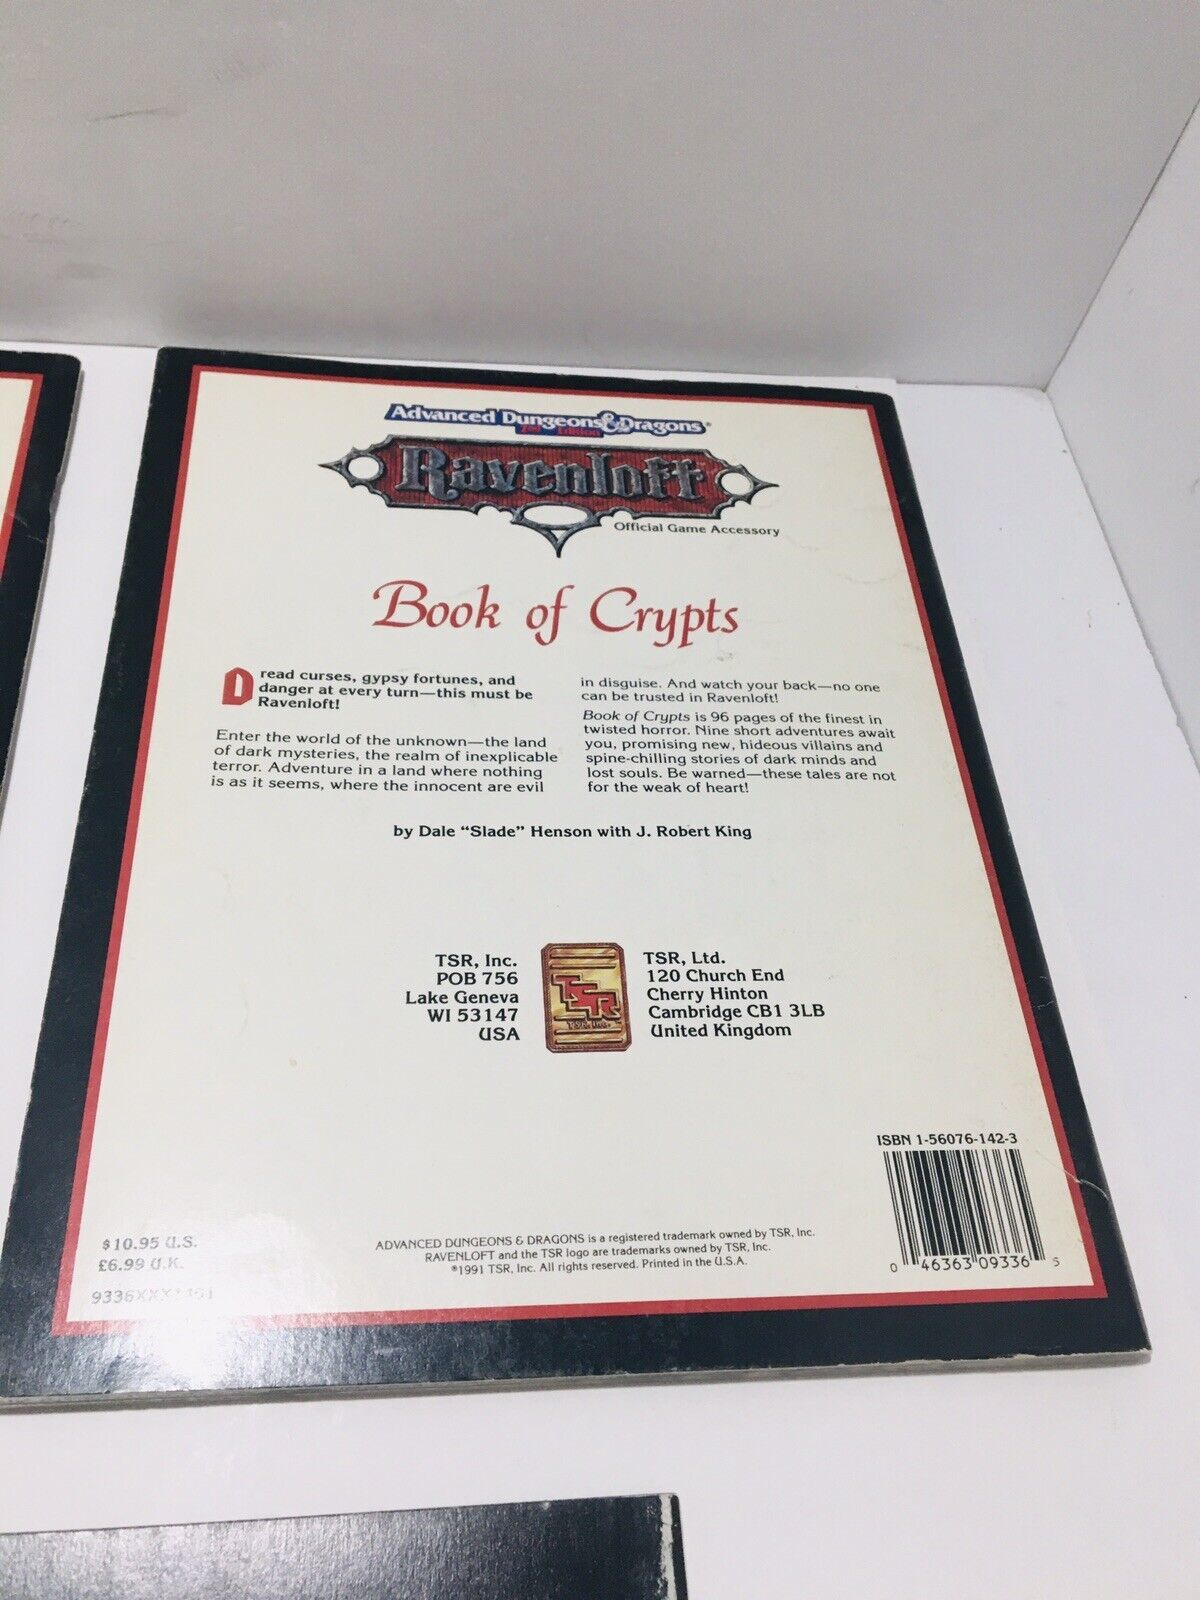 Advanced Dungeons & Dragons®
2nd Edition
Ravenloft
Official Game Accessory
Book of Crypts
Dread curses, gypsy fortunes, and
danger at every turn—this must be
Ravenloft!
Enter the world of the unknown—the land
of dark mysteries, the realm of inexplicable
terror. Adventure in a land where nothing
is as it seems, where the innocent are evil
in disguise. And watch your back—no one
can be trusted in Ravenloft!
Book of Crypts is 96 pages of the finest in
twisted horror. Nine short adventures await
you, promising new, hideous villains and
spine-chilling stories of dark minds and
lost souls. Be warned—these tales are not
for the weak of heart!
by Dale “Slade” Henson with J. Robert King
TSR, Inc.
POB 756
Lake Geneva
WI 53147
USA
TSR
TSR, Inc.
TSR, Ltd.
120 Church End
Cherry Hinton
Cambridge CB1 3LB
United Kingdom
ISBN 1-56076-142-3
0 46363 09336 5
$10.95 U.S.
£6.99 U.K.
ADVANCED DUNGEONS & DRAGONS is a registered trademark owned by TSR, Inc.
RAVENLOFT and the TSR logo are trademarks owned by TSR, Inc.
©1991 TSR, Inc. All rights reserved. Printed in the U.S.A.